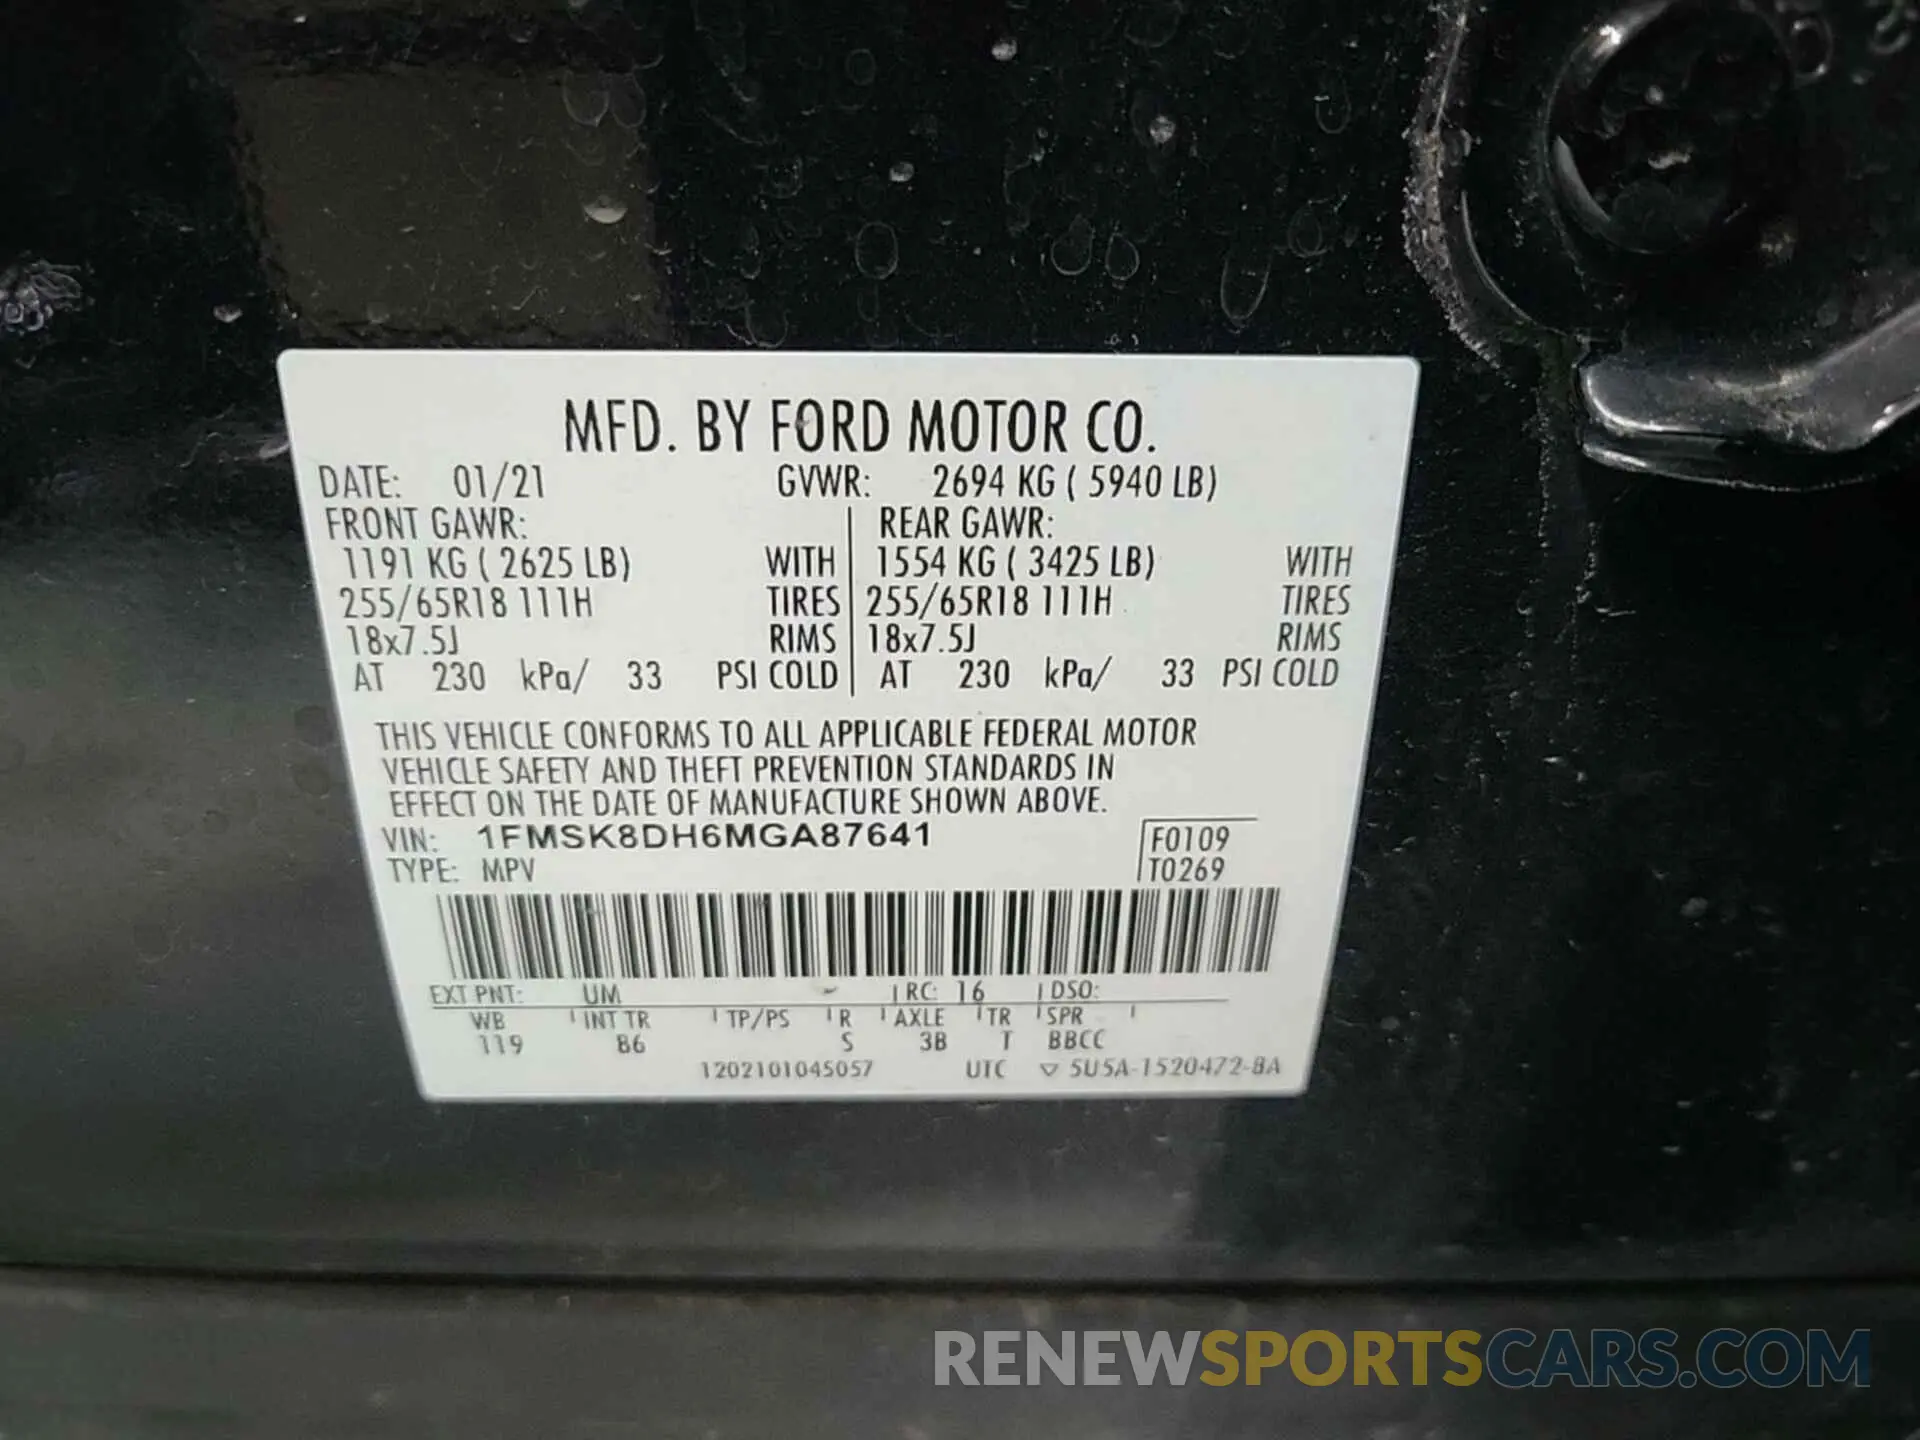 MFD. BY FORD MOTOR CO.
DATE: 01/21 GVWR: 2694 KG ( 5940 LB)
FRONT GAWR: REAR GAWR:
1191 KG ( 2625 LB) WITH 1554 KG ( 3425 LB) WITH
255/65R18 111H TIRES 255/65R18 111H TIRES
18x7.5J RIMS 18x7.5J RIMS
AT 230 kPa/ 33 PSI COLD AT 230 kPa/ 33 PSI COLD
THIS VEHICLE CONFORMS TO ALL APPLICABLE FEDERAL MOTOR
VEHICLE SAFETY AND THEFT PREVENTION STANDARDS IN
EFFECT ON THE DATE OF MANUFACTURE SHOWN ABOVE.
VIN: 1FMSK8DH6MGA87641 F0109
TYPE: MPV T0269
EXT PNT: UM RC: 16 DSO:
WB INT TR TP/PS R AXLE TR SPR
119 B6 S 3B T BBCC
1202101045057 UTC ▽ 5U5A-1520472-BA
RENEWSPORTSCARS.COM